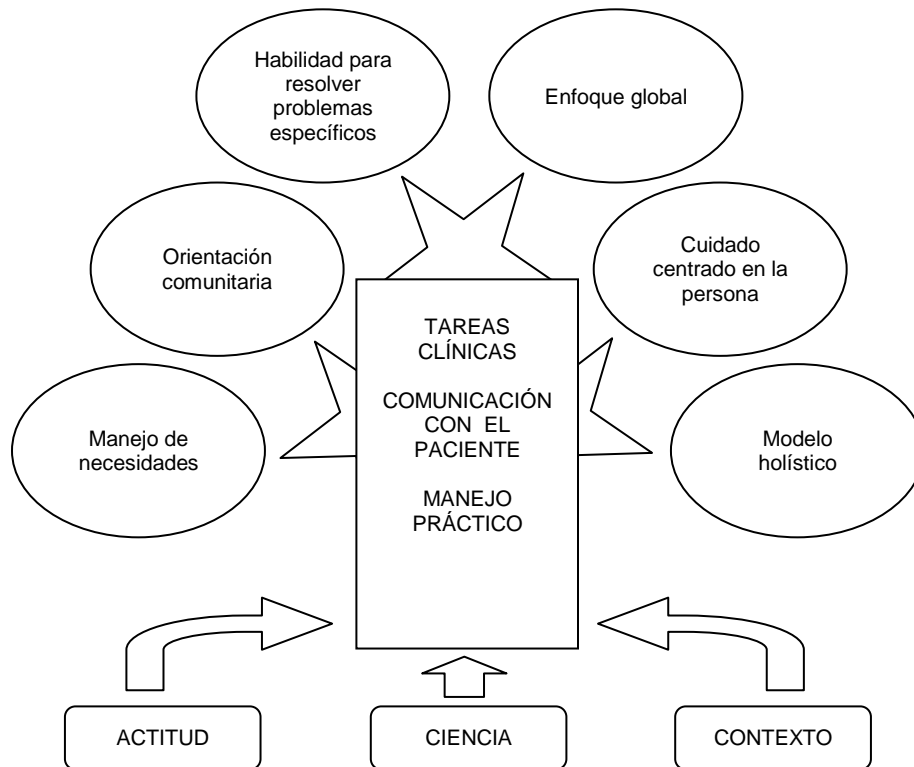 Habilidad para
resolver
problemas
específicos
Enfoque global
Orientación
comunitaria
Cuidado
centrado en la
persona
Manejo de
necesidades
TAREAS
CLÍNICAS
COMUNICACIÓN
CON EL
PACIENTE
MANEJO
PRÁCTICO
Modelo
holístico
ACTITUD
CIENCIA
CONTEXTO